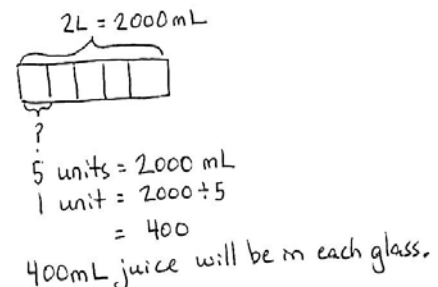 2L = 2000mL
?
5 units = 2000 mL
1 unit = 2000÷5
= 400
400mL juice will be in each glass.